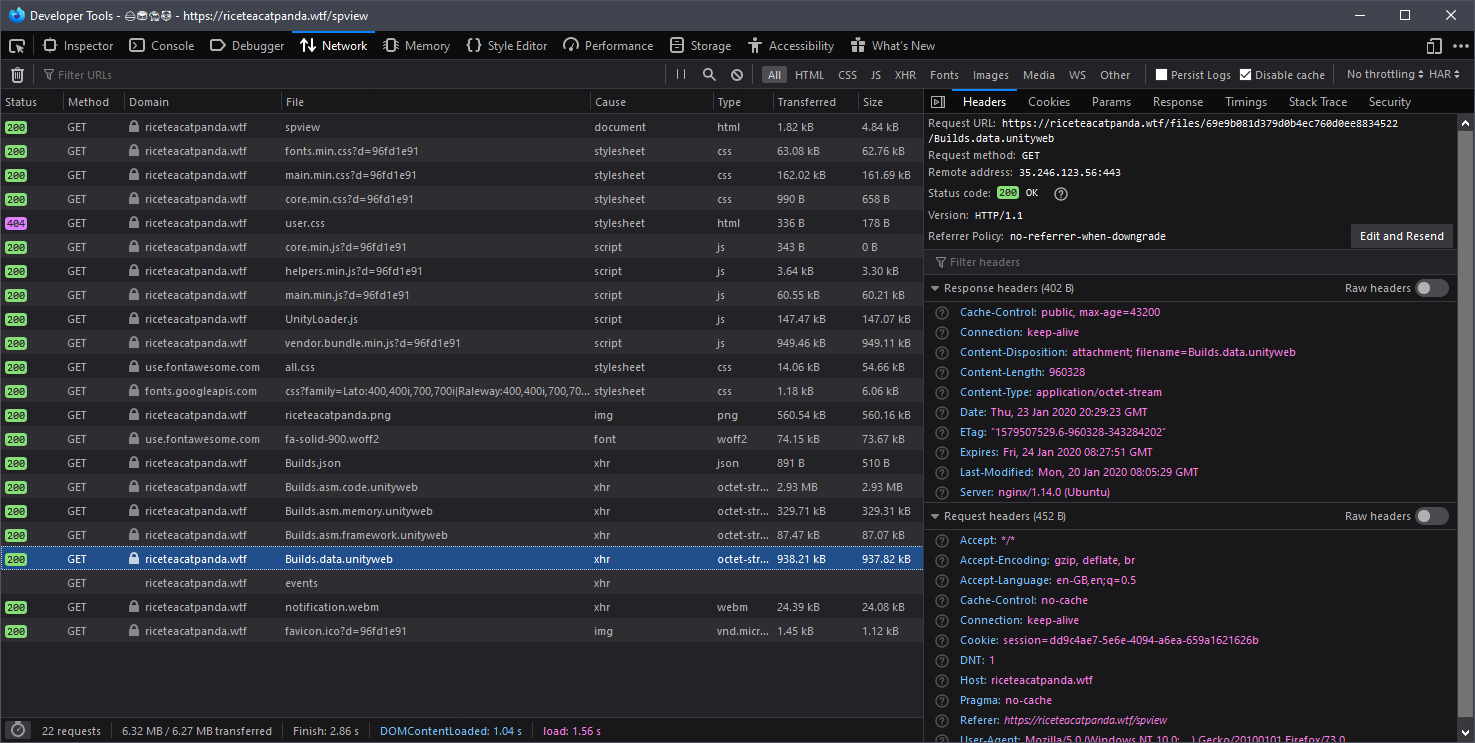 Developer Tools - 🍚🍵🐱🐼 - https://riceteacatpanda.wtf/spview
Inspector Console Debugger Network Memory Style Editor Performance Storage Accessibility What's New
Filter URLs All HTML CSS JS XHR Fonts Images Media WS Other Persist Logs Disable cache No throttling HAR
Status Method Domain File Cause Type Transferred Size
200 GET riceteacatpanda.wtf spview document html 1.82 kB 4.84 kB
200 GET riceteacatpanda.wtf fonts.min.css?d=96fd1e91 stylesheet css 63.08 kB 62.76 kB
200 GET riceteacatpanda.wtf main.min.css?d=96fd1e91 stylesheet css 162.02 kB 161.69 kB
200 GET riceteacatpanda.wtf core.min.css?d=96fd1e91 stylesheet css 990 B 658 B
404 GET riceteacatpanda.wtf user.css stylesheet html 336 B 178 B
200 GET riceteacatpanda.wtf core.min.js?d=96fd1e91 script js 343 B 0 B
200 GET riceteacatpanda.wtf helpers.min.js?d=96fd1e91 script js 3.64 kB 3.30 kB
200 GET riceteacatpanda.wtf main.min.js?d=96fd1e91 script js 60.55 kB 60.21 kB
200 GET riceteacatpanda.wtf UnityLoader.js script js 147.47 kB 147.07 kB
200 GET riceteacatpanda.wtf vendor.bundle.min.js?d=96fd1e91 script js 949.46 kB 949.11 kB
200 GET use.fontawesome.com all.css stylesheet css 14.06 kB 54.66 kB
200 GET fonts.googleapis.com css?family=Lato:400,400i,700,700i|Raleway:400,400i,700,70... stylesheet css 1.18 kB 6.06 kB
200 GET riceteacatpanda.wtf riceteacatpanda.png img png 560.54 kB 560.16 kB
200 GET use.fontawesome.com fa-solid-900.woff2 font woff2 74.15 kB 73.67 kB
200 GET riceteacatpanda.wtf Builds.json xhr json 891 B 510 B
200 GET riceteacatpanda.wtf Builds.asm.code.unityweb xhr octet-str... 2.93 MB 2.93 MB
200 GET riceteacatpanda.wtf Builds.asm.memory.unityweb xhr octet-str... 329.71 kB 329.31 kB
200 GET riceteacatpanda.wtf Builds.asm.framework.unityweb xhr octet-str... 87.47 kB 87.07 kB
200 GET riceteacatpanda.wtf Builds.data.unityweb xhr octet-str... 938.21 kB 937.82 kB
GET riceteacatpanda.wtf events xhr
200 GET riceteacatpanda.wtf notification.webm xhr webm 24.39 kB 24.08 kB
200 GET riceteacatpanda.wtf favicon.ico?d=96fd1e91 img vnd.micr... 1.45 kB 1.12 kB
22 requests 6.32 MB / 6.27 MB transferred Finish: 2.86 s DOMContentLoaded: 1.04 s load: 1.56 s
Headers Cookies Params Response Timings Stack Trace Security
Request URL: https://riceteacatpanda.wtf/files/69e9b081d379d0b4ec760d0ee8834522
/Builds.data.unityweb
Request method: GET
Remote address: 35.246.123.56:443
Status code: 200 OK
Version: HTTP/1.1
Referrer Policy: no-referrer-when-downgrade Edit and Resend
Filter headers
Response headers (402 B) Raw headers
Cache-Control: public, max-age=43200
Connection: keep-alive
Content-Disposition: attachment; filename=Builds.data.unityweb
Content-Length: 960328
Content-Type: application/octet-stream
Date: Thu, 23 Jan 2020 20:29:23 GMT
ETag: "1579507529.6-960328-343284202"
Expires: Fri, 24 Jan 2020 08:27:51 GMT
Last-Modified: Mon, 20 Jan 2020 08:05:29 GMT
Server: nginx/1.14.0 (Ubuntu)
Request headers (452 B) Raw headers
Accept: */*
Accept-Encoding: gzip, deflate, br
Accept-Language: en-GB,en;q=0.5
Cache-Control: no-cache
Connection: keep-alive
Cookie: session=dd9c4ae7-5e6e-4094-a6ea-659a1621626b
DNT: 1
Host: riceteacatpanda.wtf
Pragma: no-cache
Referer: https://riceteacatpanda.wtf/spview
User-Agent: Mozilla/5.0 (Windows NT 10.0; ...) Gecko/20100101 Firefox/73.0